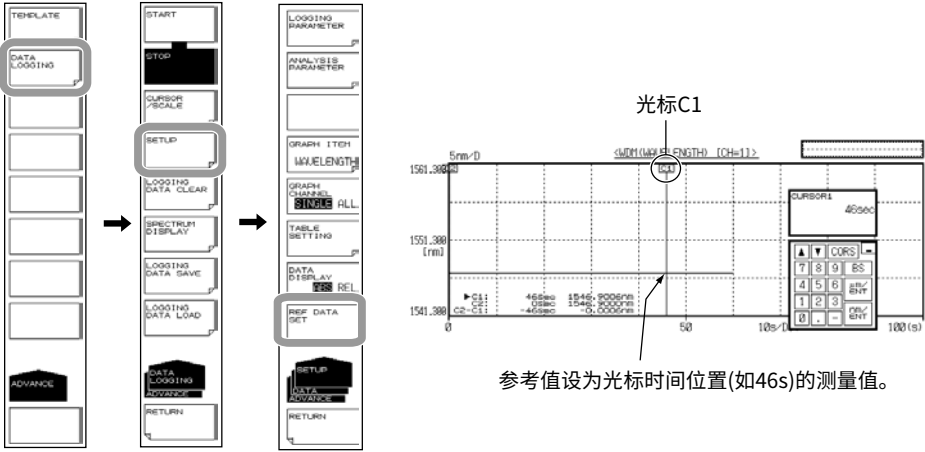 TEMPLATE
DATA
LOGGING
ADVANCE
START
STOP
CURSOR
/SCALE
SETUP
LOGGING
DATA CLEAR
SPECTRUM
DISPLAY
LOGGING
DATA SAVE
LOGGING
DATA LOAD
DATA
LOGGING
ADVANCE
RETURN
LOGGING
PARAMETER
ANALYSIS
PARAMETER
GRAPH ITEM
WAVELENGTH
GRAPH
CHANNEL
SINGLE ALL
TABLE
SETTING
DATA
DISPLAY
ABS REL
REF DATA
SET
SETUP
DATA
ADVANCE
RETURN
光标C1
5nm/D
<WDM(WAVELENGTH) [CH=1]>
1561.300
C2
C1
1551.300
[nm]
1541.300
▶C1: 46sec 1546.9006nm
C2: 0sec 1546.9000nm
C2-C1: -46sec -0.0006nm
0 50 10s/D 100(s)
CURSOR1
46sec
▲ ▼ CORS -
7 8 9 BS
4 5 6 μm/ENT
1 2 3 nm/ENT
0 . -
参考值设为光标时间位置(如46s)的测量值。